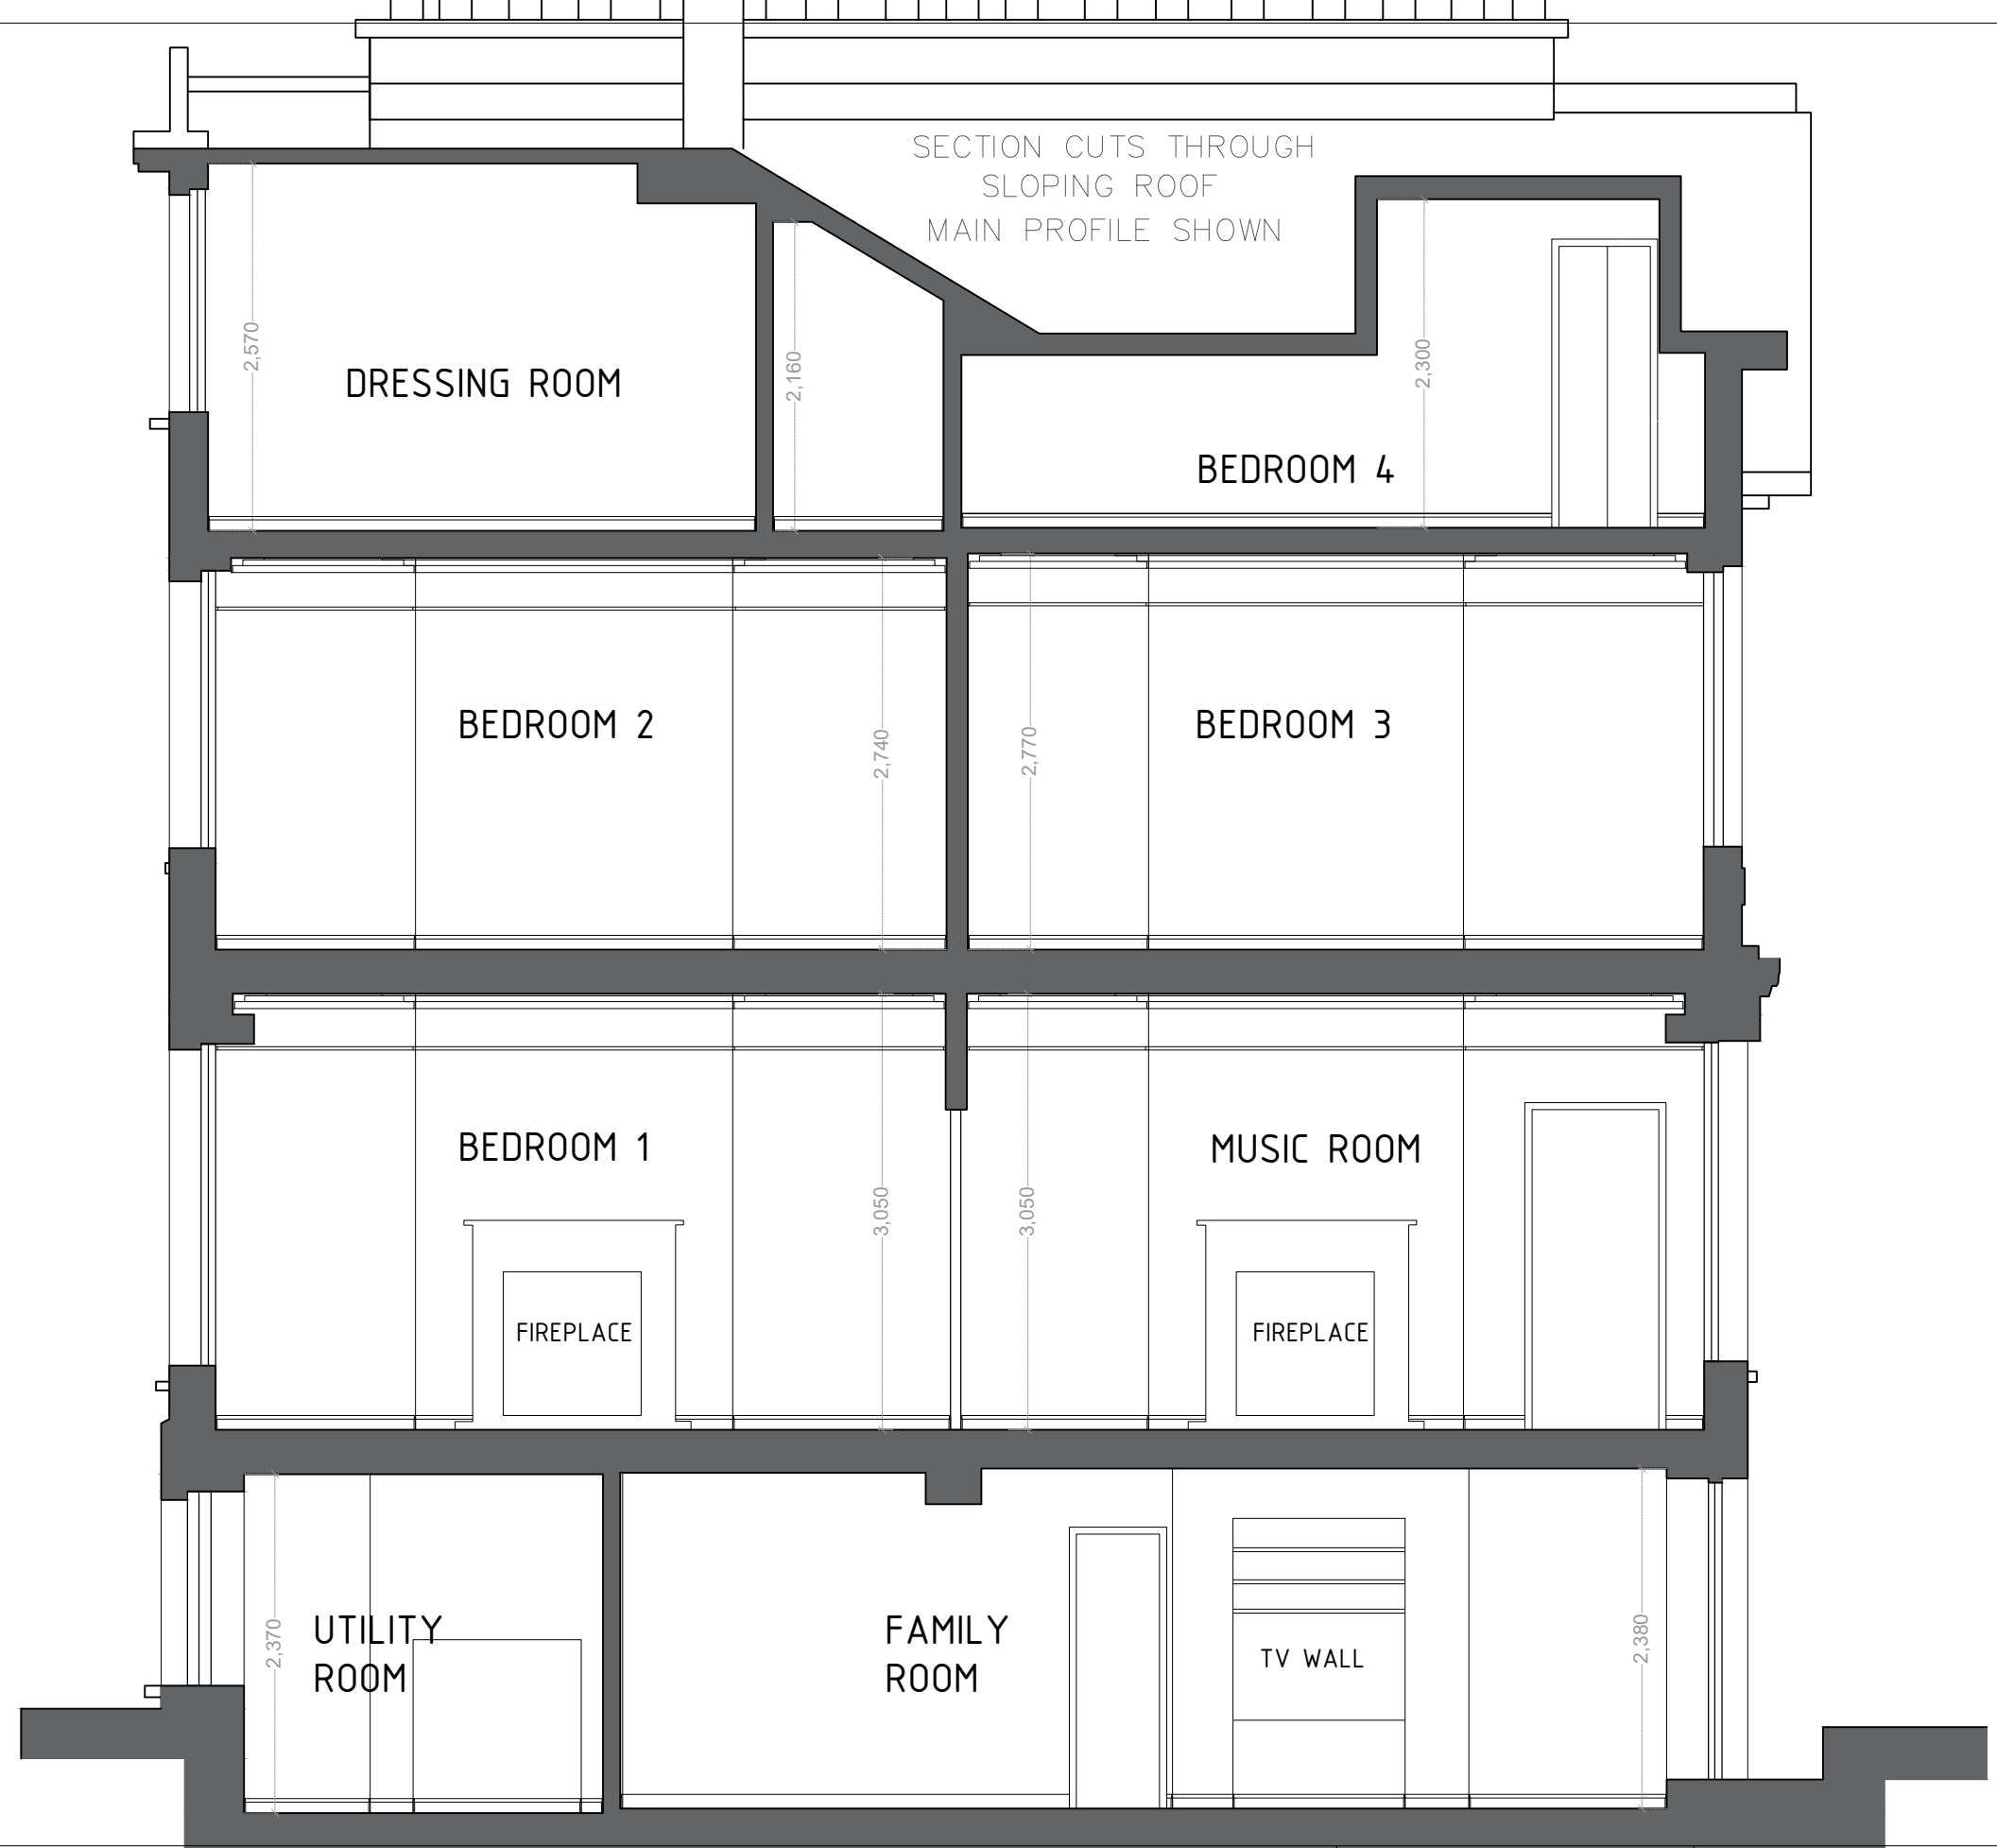 SECTION CUTS THROUGH
SLOPING ROOF
MAIN PROFILE SHOWN
2,570
2,160
2,300
DRESSING ROOM
BEDROOM 4
BEDROOM 2
2,740
2,770
BEDROOM 3
BEDROOM 1
3,050
3,050
MUSIC ROOM
FIREPLACE
FIREPLACE
2,370
UTILITY
ROOM
FAMILY
ROOM
TV WALL
2,380